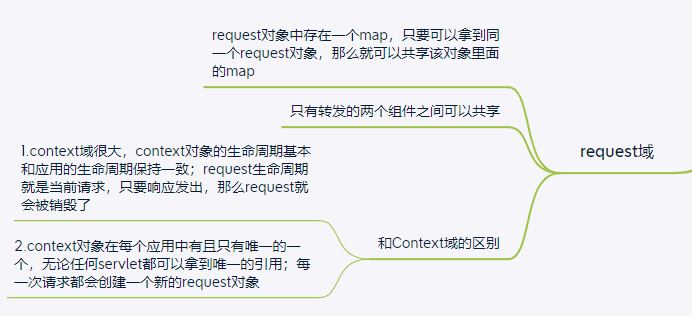 request对象中存在一个map，只要可以拿到同
一个request对象，那么就可以共享该对象里面
的map
只有转发的两个组件之间可以共享
request域
1.context域很大，context对象的生命周期基本
和应用的生命周期保持一致；request生命周期
就是当前请求，只要响应发出，那么request就
会被销毁了
和Context域的区别
2.context对象在每个应用中有且只有唯一的一
个，无论任何servlet都可以拿到唯一的引用；每
一次请求都会创建一个新的request对象